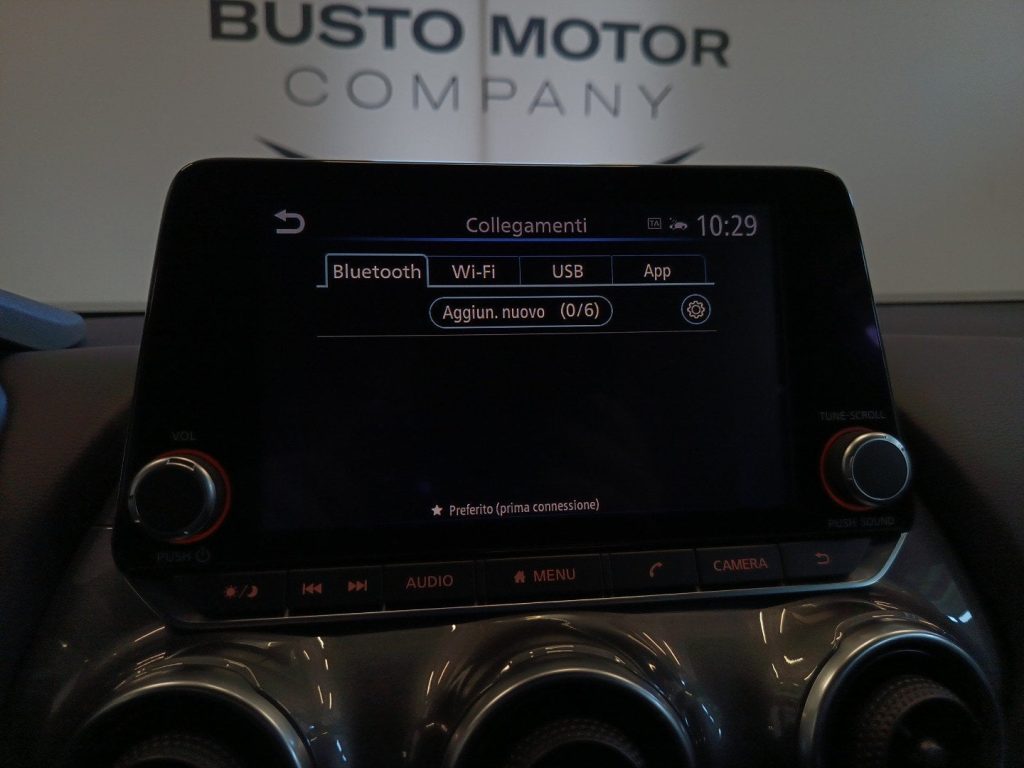 BUSTO MOTOR
COMPANY
Collegamenti
TA
10:29
Bluetooth Wi-Fi USB App
Aggiun. nuovo (0/6)
★ Preferito (prima connessione)
VOL
PUSH
TUNE·SCROLL
PUSH SOUND
AUDIO
MENU
CAMERA